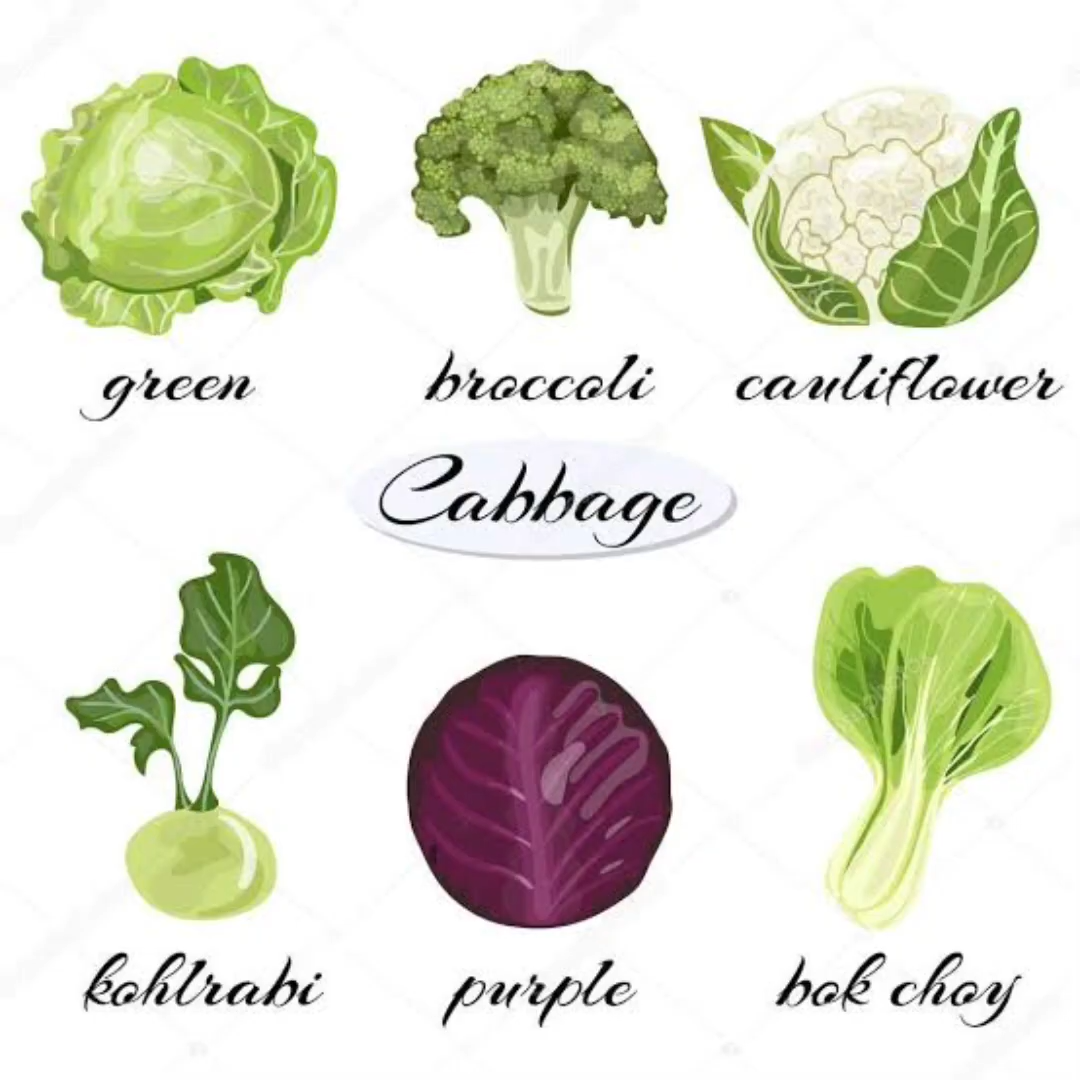 green
broccoli
cauliflower
Cabbage
kohlrabi
purple
bok choy